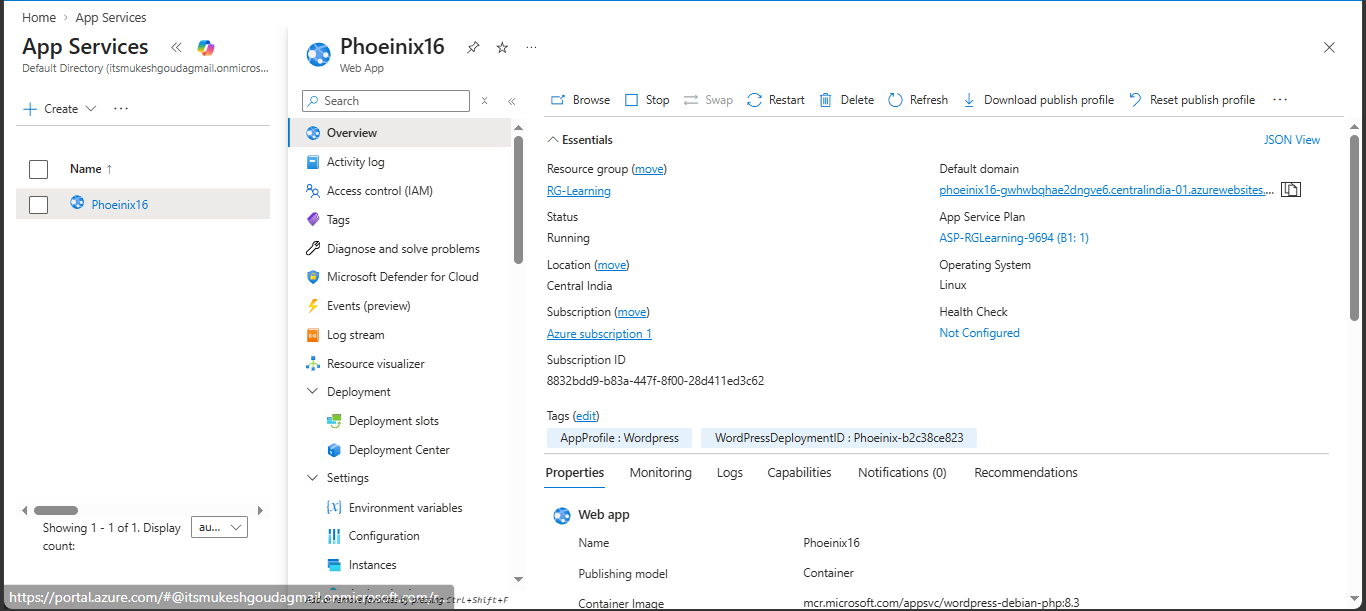 Home > App Services
App Services
Default Directory (itsmukeshgoudagmail.onmicros...
Create
Name ↑
Phoeinix16
Showing 1 - 1 of 1. Display
count:
au...
Phoeinix16
Web App
Search
Overview
Activity log
Access control (IAM)
Tags
Diagnose and solve problems
Microsoft Defender for Cloud
Events (preview)
Log stream
Resource visualizer
Deployment
Deployment slots
Deployment Center
Settings
Environment variables
Configuration
Instances
Browse Stop Swap Restart Delete Refresh Download publish profile Reset publish profile
Essentials
JSON View
Resource group (move)
RG-Learning
Status
Running
Location (move)
Central India
Subscription (move)
Azure subscription 1
Subscription ID
8832bdd9-b83a-447f-8f00-28d411ed3c62
Default domain
phoeinix16-gwhwbqhae2dngve6.centralindia-01.azurewebsites....
App Service Plan
ASP-RGLearning-9694 (B1: 1)
Operating System
Linux
Health Check
Not Configured
Tags (edit)
AppProfile : Wordpress WordPressDeploymentID : Phoeinix-b2c38ce823
Properties Monitoring Logs Capabilities Notifications (0) Recommendations
Web app
Name Phoeinix16
Publishing model Container
Container Image mcr.microsoft.com/appsvc/wordpress-debian-php:8.3
https://portal.azure.com/#@itsmukeshgoudagmail.onmicrosoft.com/r...
pressing Ctrl+Shift+F